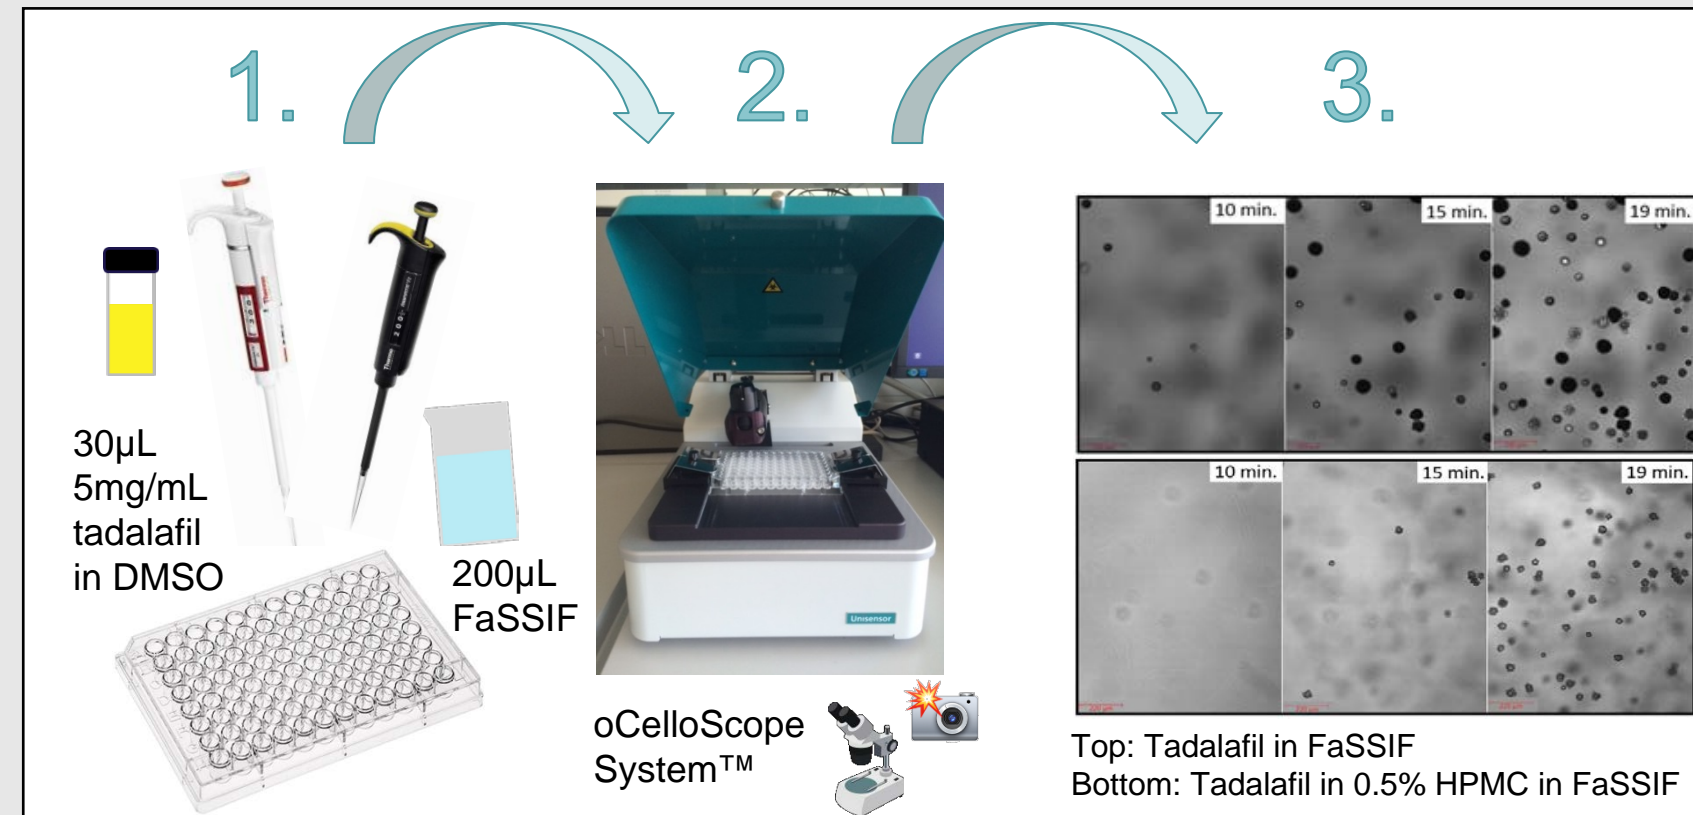 1.
2.
3.
30µL
5mg/mL
tadalafil
in DMSO
200µL
FaSSIF
Unisensor
oCelloScope
System™
10 min.
15 min.
19 min.
10 min.
15 min.
19 min.
Top: Tadalafil in FaSSIF
Bottom: Tadalafil in 0.5% HPMC in FaSSIF